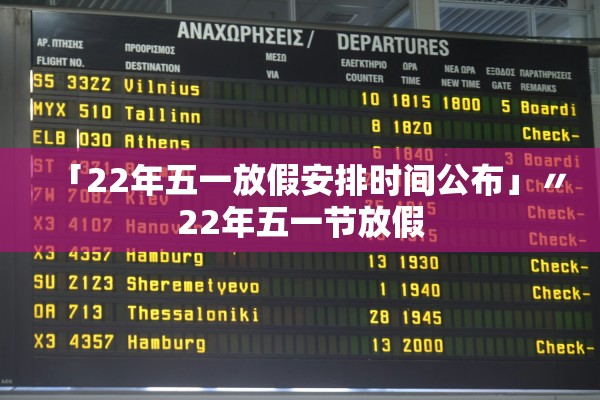 ΑΝΑΧΩΡΗΣΕΙΣ / DEPARTURES
ΑΡ. ΠΤΗΣΗΣ ΠΡΟΟΡΙΣΜΟΣ ΜΕΣΩ ΕΛΕΓΚΤΗΡΙΟ ΩΡΑ ΝΕΑ ΩΡΑ ΕΞΟΔΟΣ ΠΑΡΑΤΗΡΗΣΕΙΣ
FLIGHT NO. DESTINATION VIA COUNTER TIME NEW TIME GATE REMARKS
S5 3322 Vilnius 10 1815 1800 5 Boardi
MYX 510 Tallinn 8 1820 Check-
ELB 030 Athens 6 1840 3 Boardi
「22年五一放假安排时间公布」〃
22年五一节放假
X3 4107
X3 4357 Hamburg 13 1930 Check-
SU 2123 Sheremetyevo 1 1940 Check-
OA 713 Thessaloniki 28 1945
X3 4357 Hamburg 13 2000 Check-